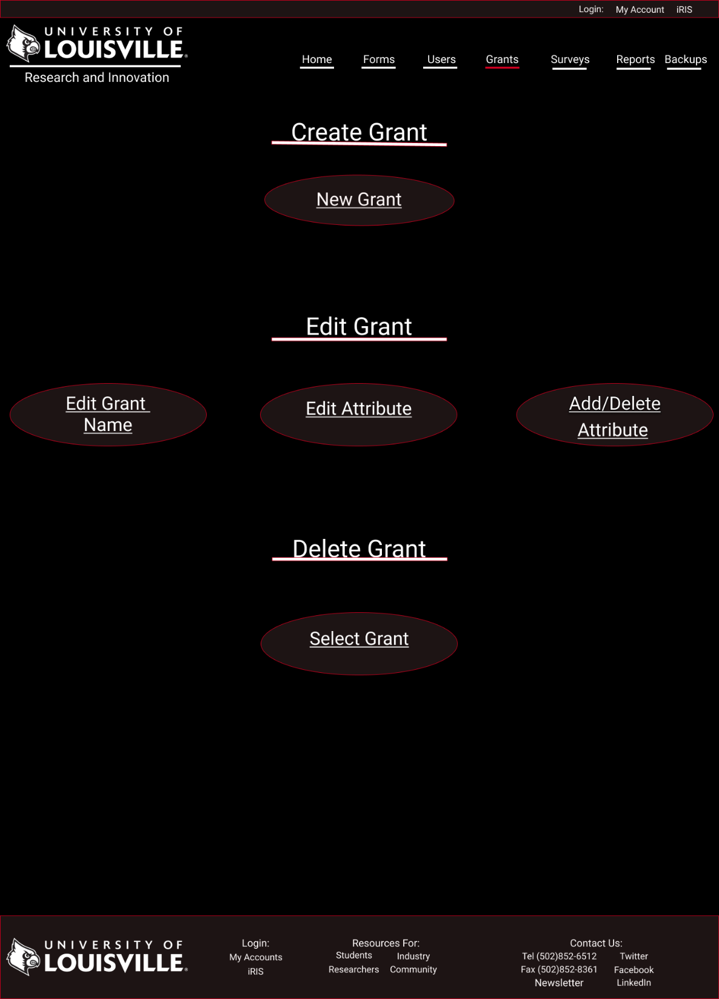 Login: My Account iRIS
UNIVERSITY OF
LOUISVILLE®
Research and Innovation
Home Forms Users Grants Surveys Reports Backups
Create Grant
New Grant
Edit Grant
Edit Grant
Name
Edit Attribute
Add/Delete
Attribute
Delete Grant
Select Grant
UNIVERSITY OF
LOUISVILLE®
Login:
My Accounts
iRIS
Resources For:
Students Industry
Researchers Community
Contact Us:
Tel (502)852-6512 Twitter
Fax (502)852-8361 Facebook
Newsletter LinkedIn